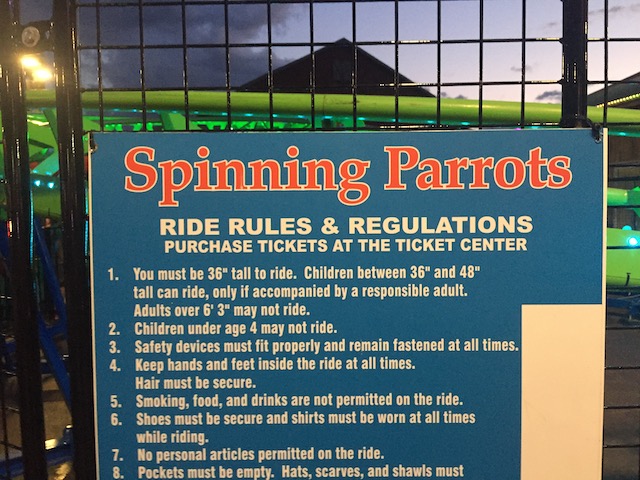 Spinning Parrots
RIDE RULES & REGULATIONS
PURCHASE TICKETS AT THE TICKET CENTER
1. You must be 36" tall to ride. Children between 36" and 48"
tall can ride, only if accompanied by a responsible adult.
Adults over 6' 3" may not ride.
2. Children under age 4 may not ride.
3. Safety devices must fit properly and remain fastened at all times.
4. Keep hands and feet inside the ride at all times.
Hair must be secure.
5. Smoking, food, and drinks are not permitted on the ride.
6. Shoes must be secure and shirts must be worn at all times
while riding.
7. No personal articles permitted on the ride.
8. Pockets must be empty. Hats, scarves, and shawls must